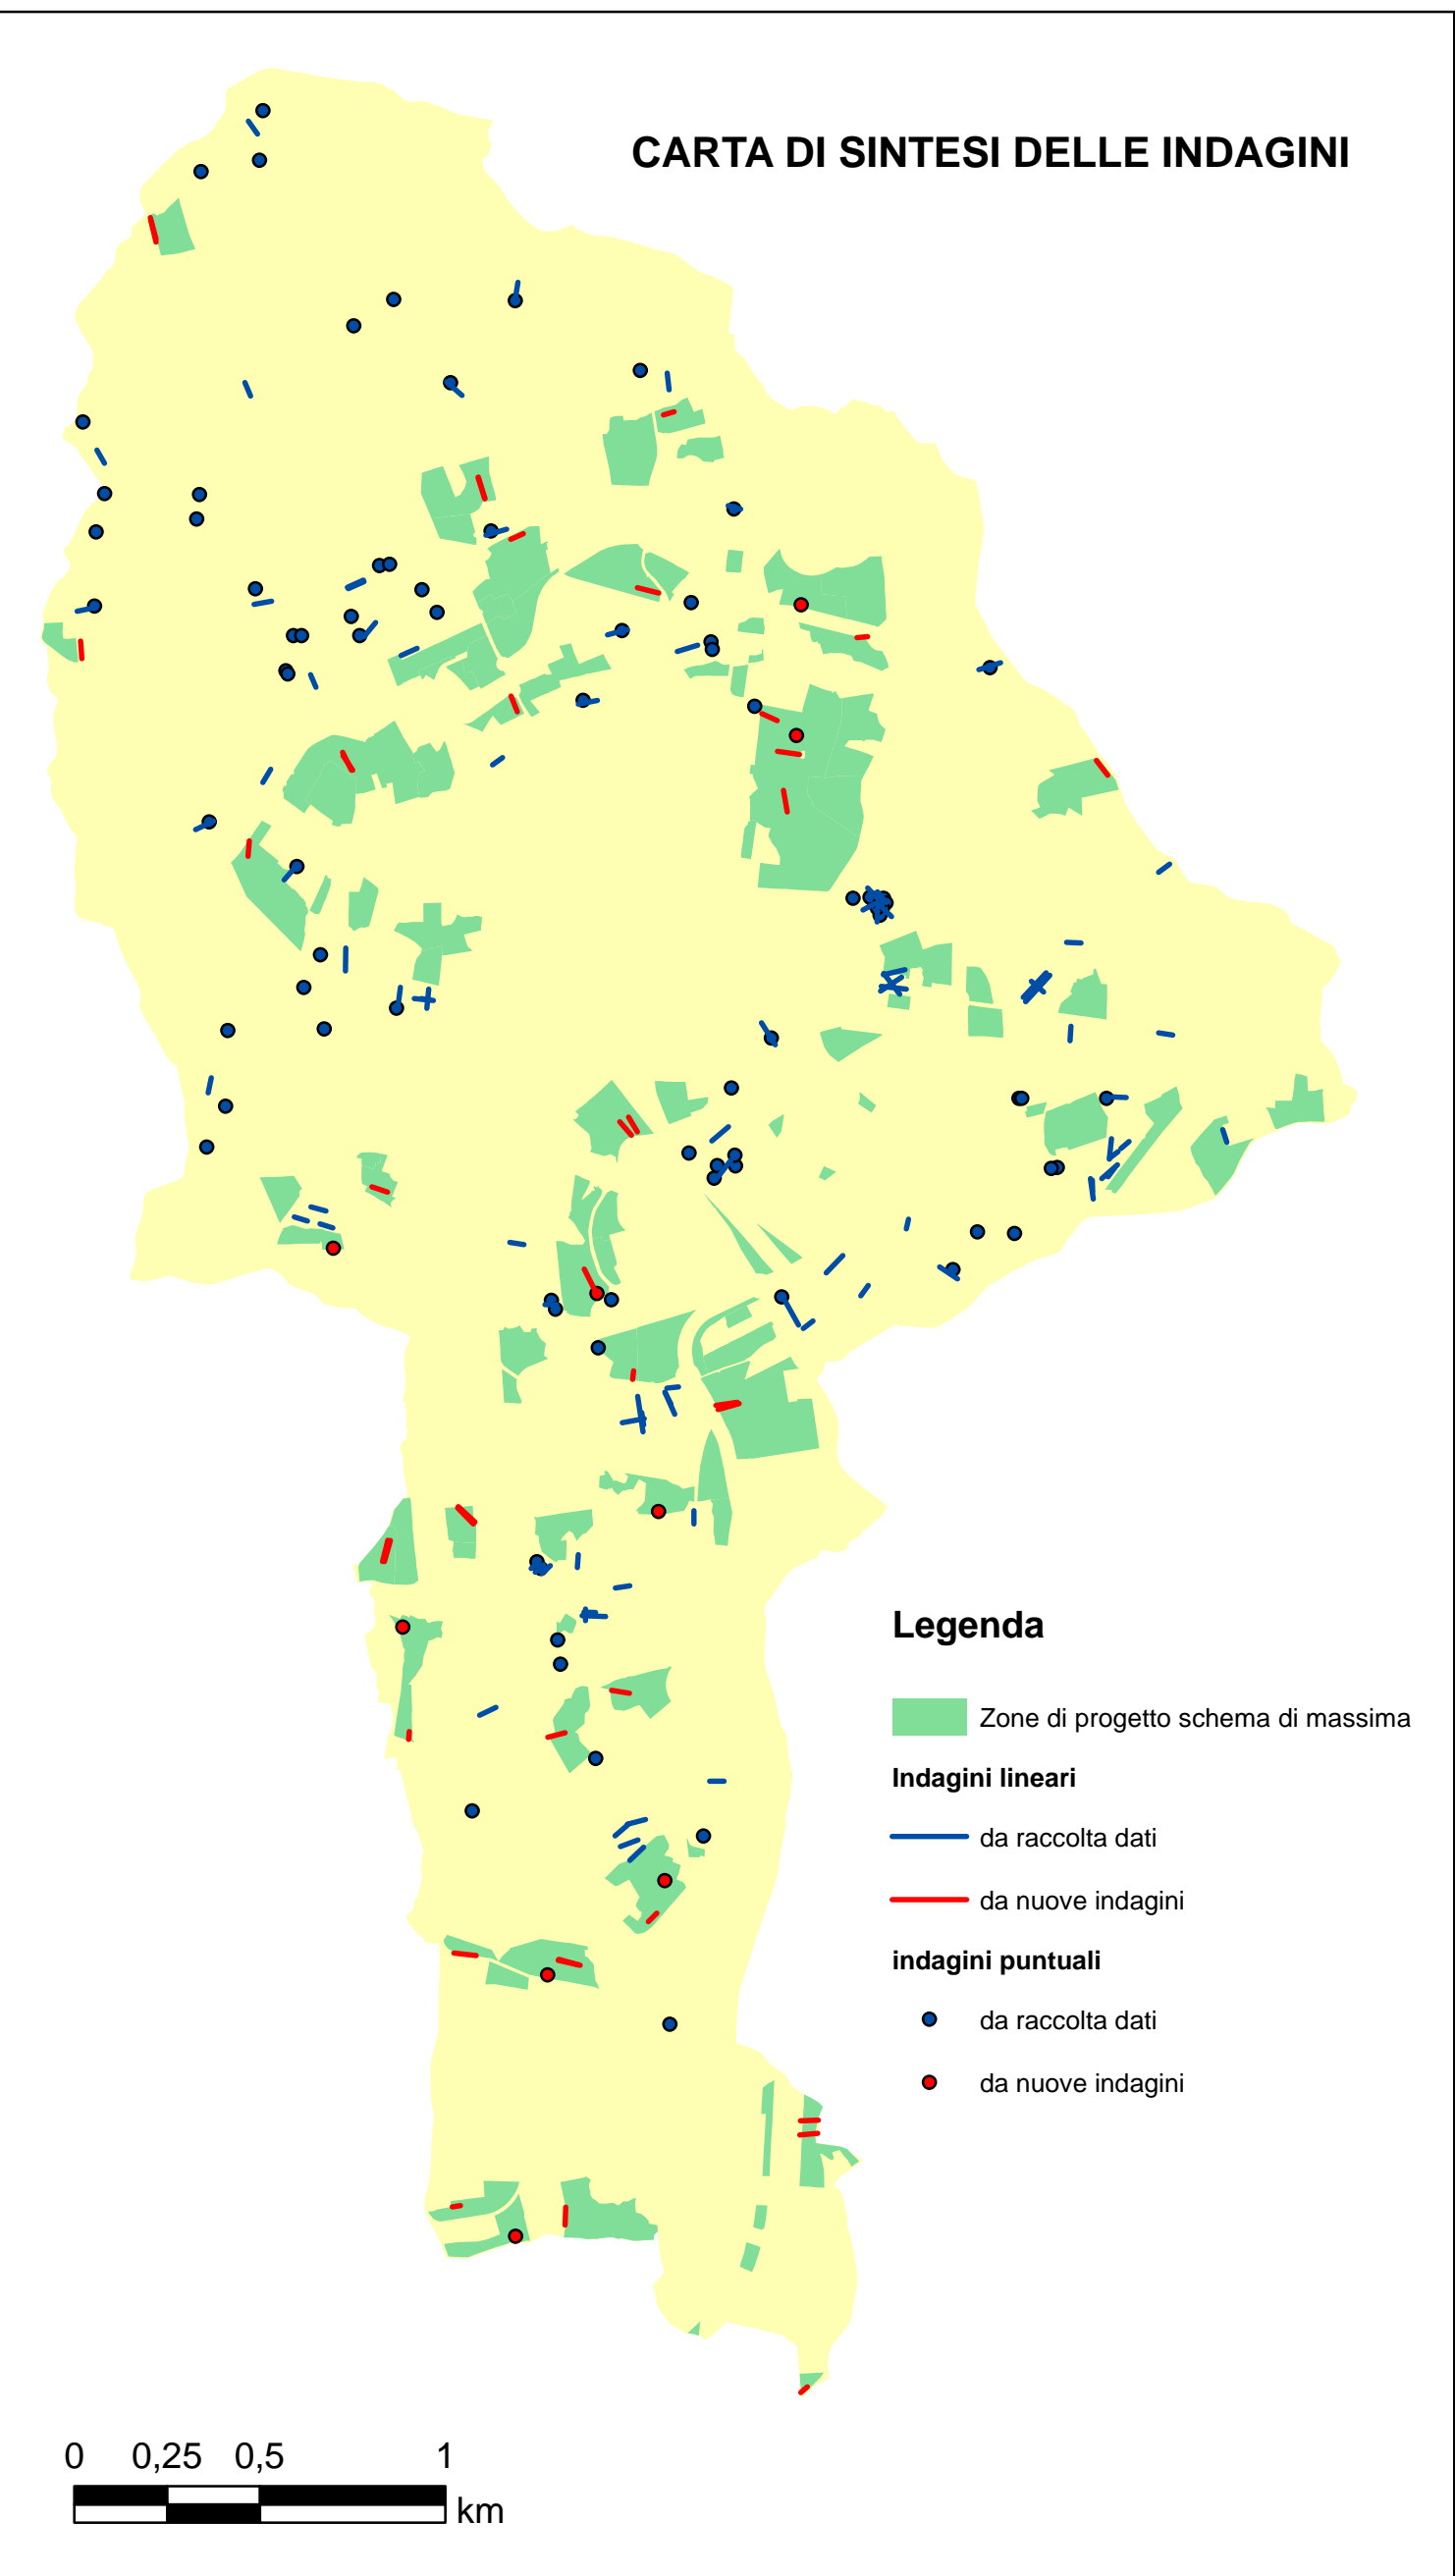 CARTA DI SINTESI DELLE INDAGINI
Legenda
Zone di progetto schema di massima
Indagini lineari
da raccolta dati
da nuove indagini
indagini puntuali
da raccolta dati
da nuove indagini
0 0,25 0,5 1
km